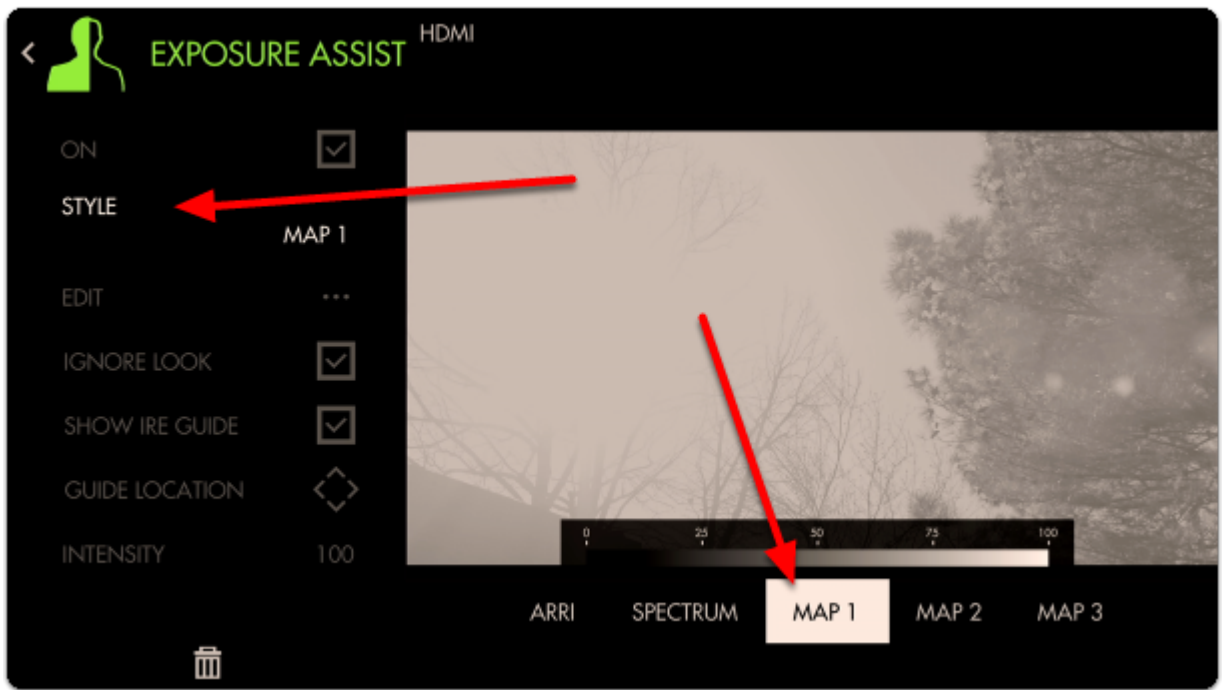 EXPOSURE ASSIST
HDMI
ON
STYLE
MAP 1
EDIT
IGNORE LOOK
SHOW IRE GUIDE
GUIDE LOCATION
INTENSITY 100
0 25 50 75 100
ARRI SPECTRUM MAP 1 MAP 2 MAP 3